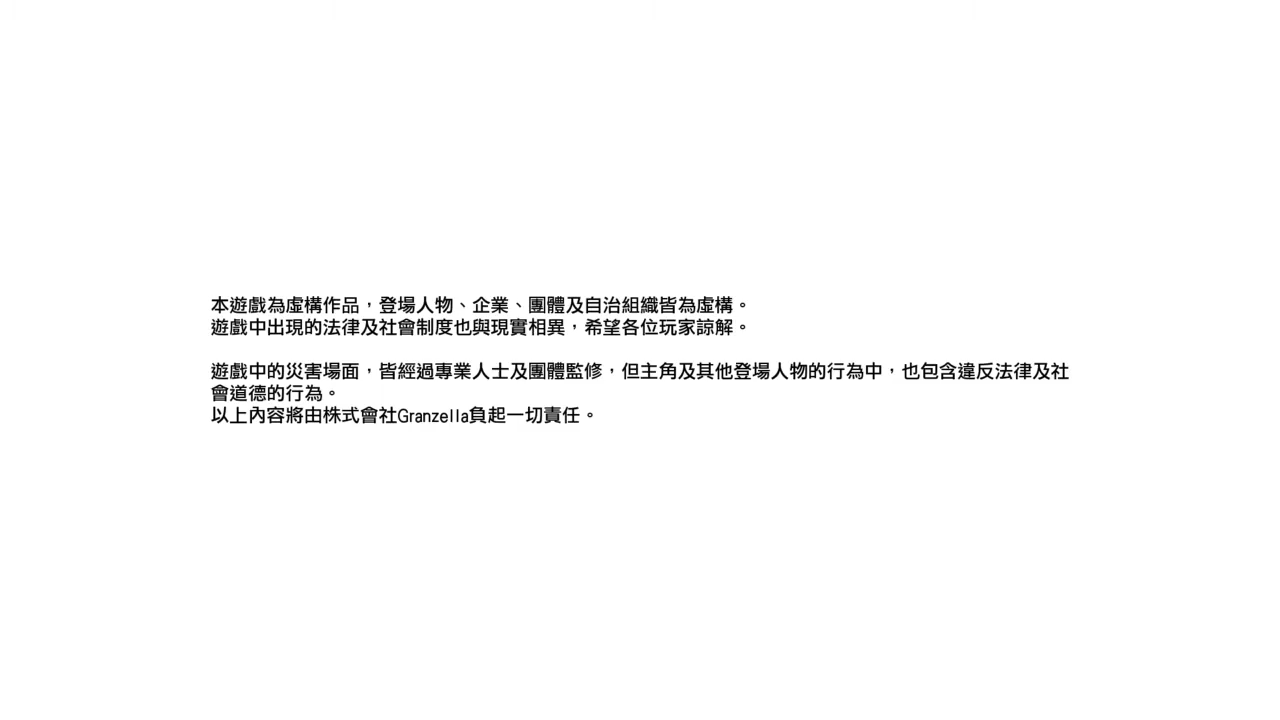 本遊戲為虛構作品，登場人物、企業、團體及自治組織皆為虛構。
遊戲中出現的法律及社會制度也與現實相異，希望各位玩家諒解。
遊戲中的災害場面，皆經過專業人士及團體監修，但主角及其他登場人物的行為中，也包含違反法律及社
會道德的行為。
以上內容將由株式會社Granzella負起一切責任。